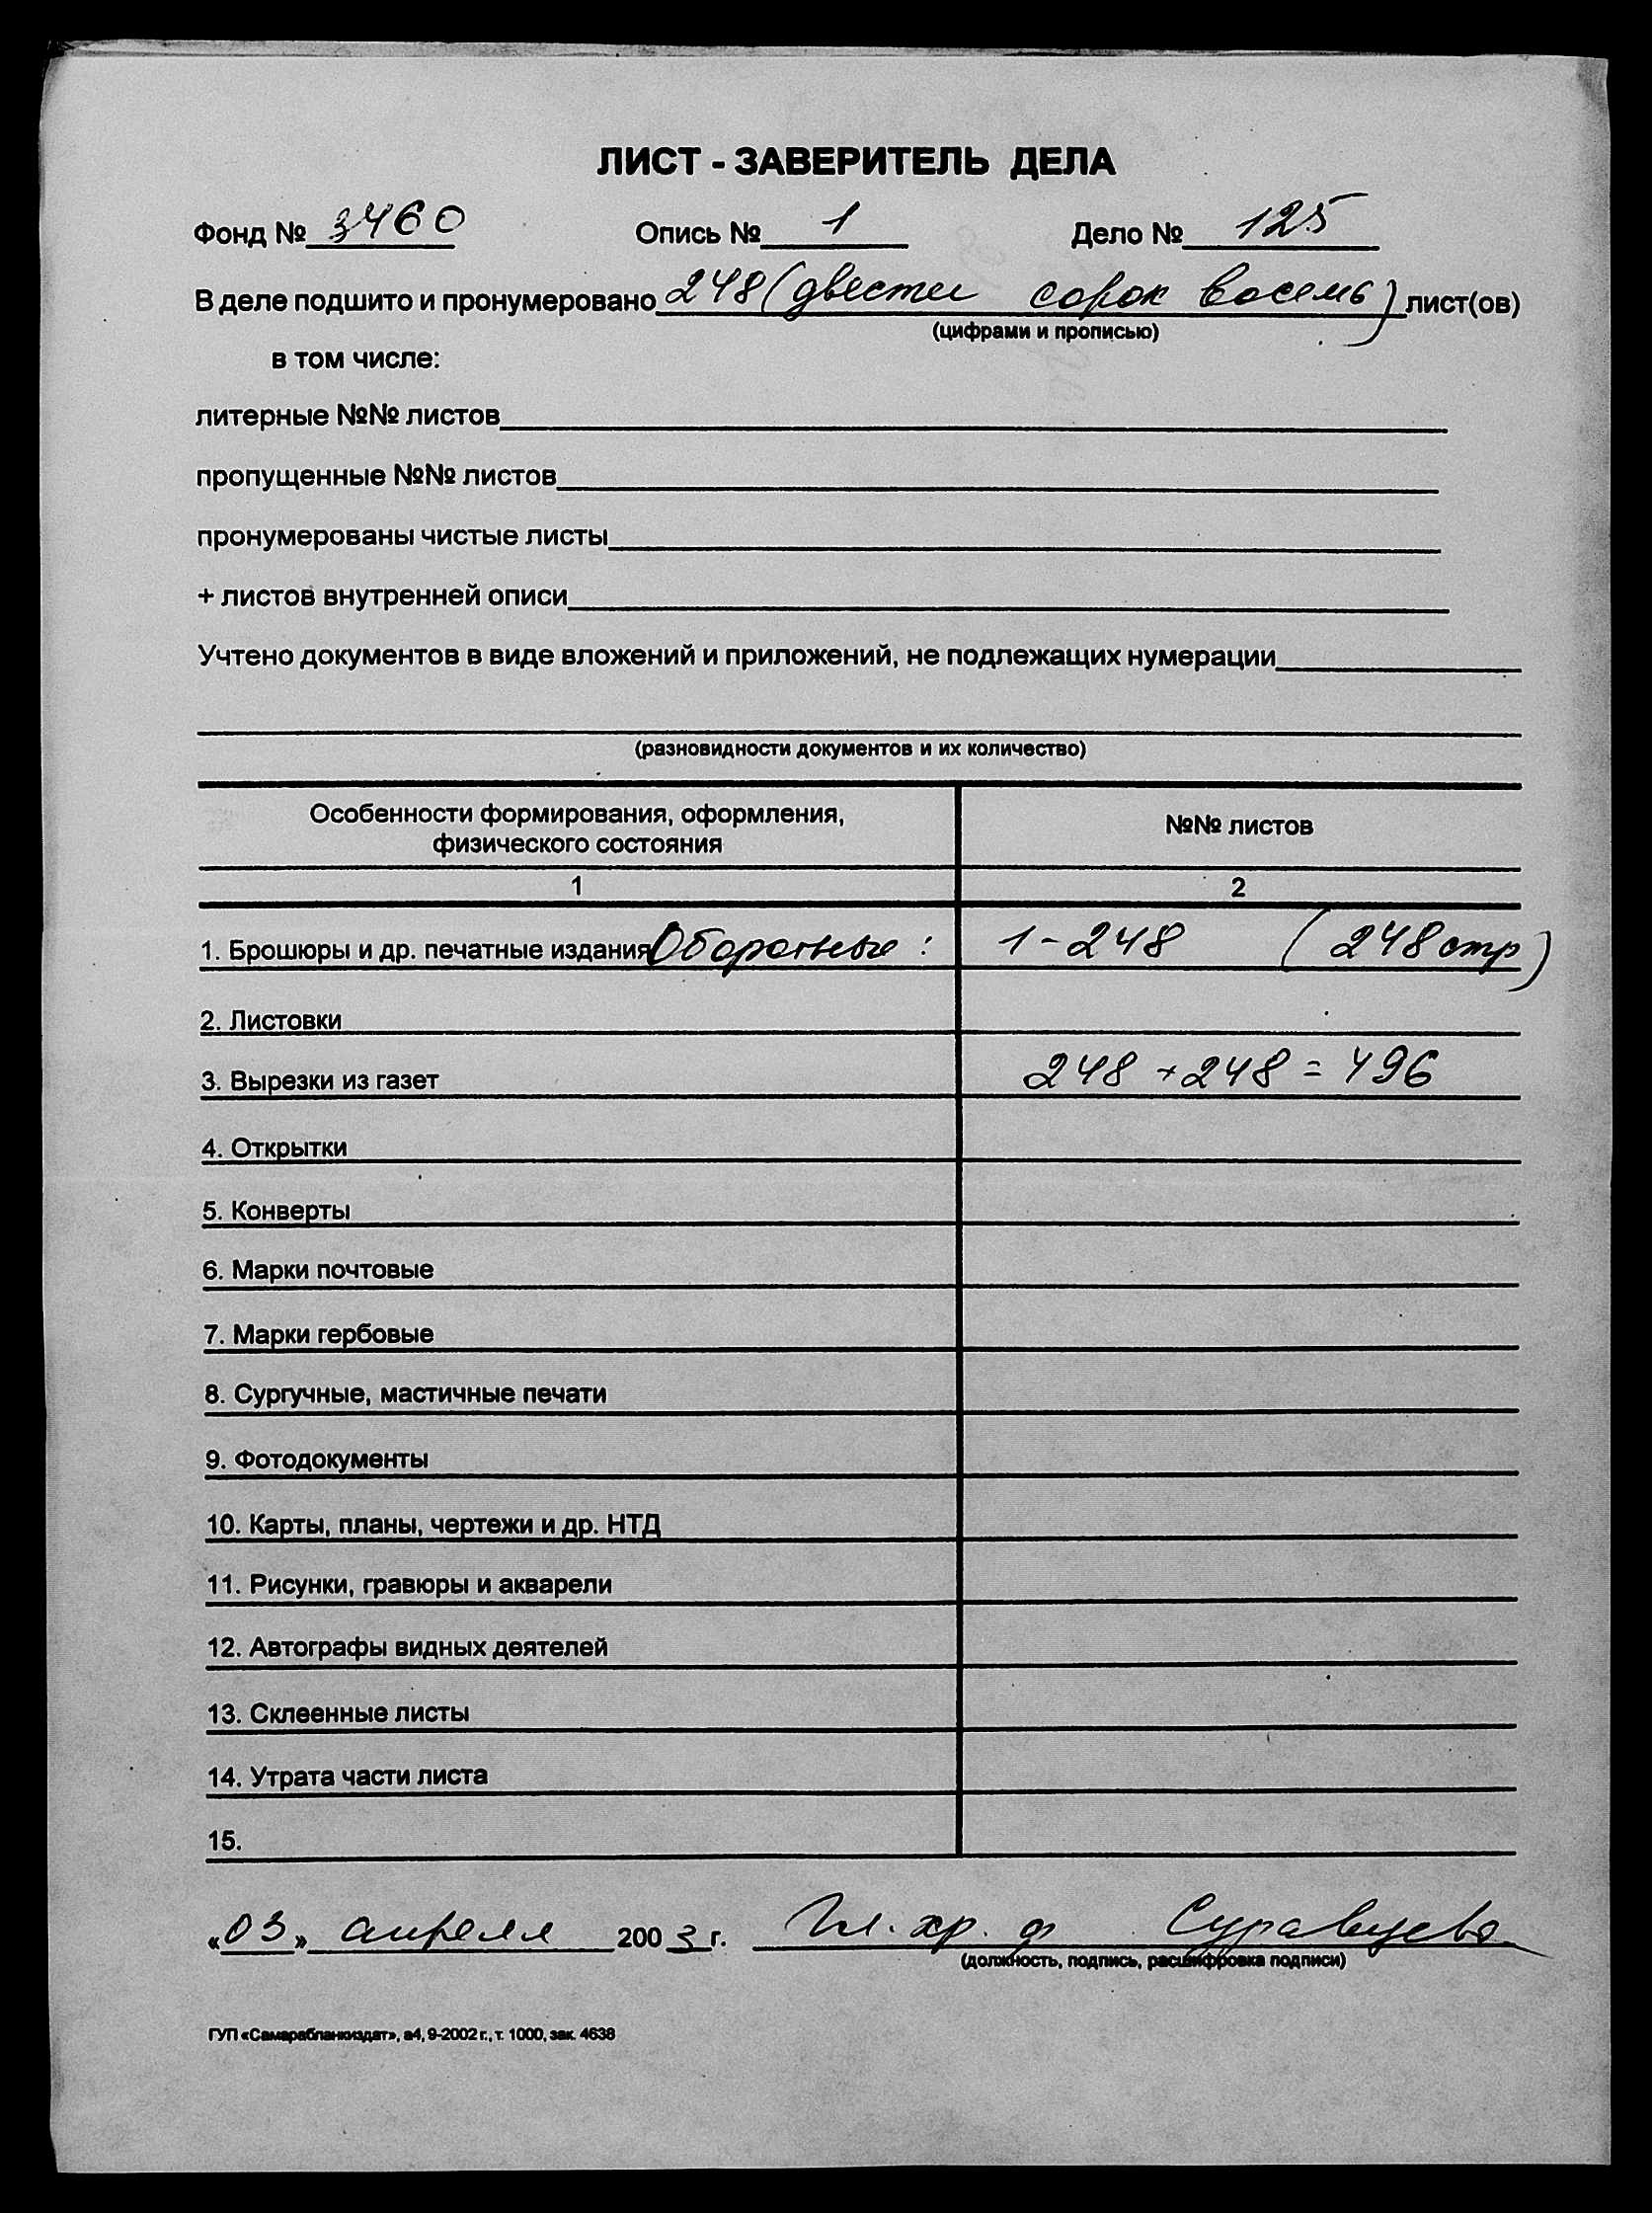 ЛИСТ - ЗАВЕРИТЕЛЬ ДЕЛА
Фонд № 3460 Опись № 1 Дело № 125
В деле подшито и пронумеровано 248 (двести сорок восемь) лист(ов)
(цифрами и прописью)
в том числе:
литерные №№ листов
пропущенные №№ листов
пронумерованы чистые листы
+ листов внутренней описи
Учтено документов в виде вложений и приложений, не подлежащих нумерации
(разновидности документов и их количество)
Особенности формирования, оформления,
физического состояния
№№ листов
1 2
1. Брошюры и др. печатные издания Оборотные : 1-248 (248 стр)
2. Листовки
3. Вырезки из газет 248 + 248 = 496
4. Открытки
5. Конверты
6. Марки почтовые
7. Марки гербовые
8. Сургучные, мастичные печати
9. Фотодокументы
10. Карты, планы, чертежи и др. НТД
11. Рисунки, гравюры и акварели
12. Автографы видных деятелей
13. Склеенные листы
14. Утрата части листа
15.
«03» апреля 2003 г. Гл. хр. ф Суравцева
(должность, подпись, расшифровка подписи)
ГУП «Самарабланкиздат», а4, 9-2002 г., т. 1000, зак. 4638